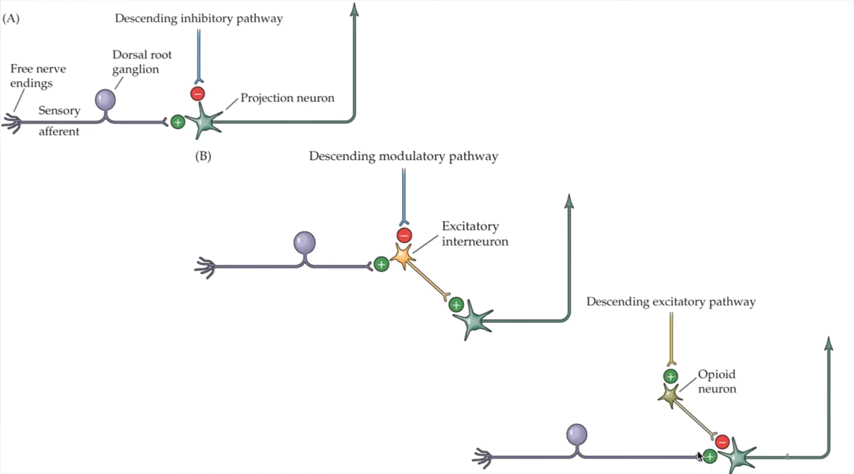 (A)
Descending inhibitory pathway
Dorsal root
ganglion
Free nerve
endings
Projection neuron
Sensory
afferent
(B)
Descending modulatory pathway
Excitatory
interneuron
Descending excitatory pathway
Opioid
neuron